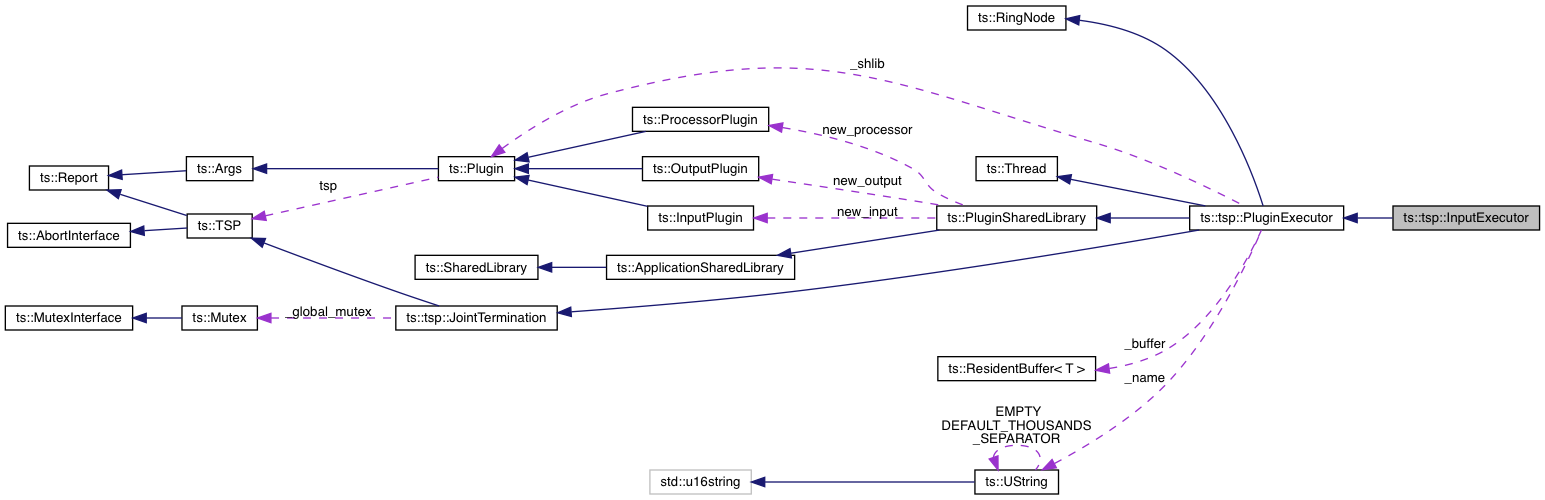 ts::RingNode
_shlib
ts::ProcessorPlugin
new_processor
ts::Report
ts::Args
ts::Plugin
ts::OutputPlugin
ts::Thread
tsp
new_output
ts::AbortInterface
ts::TSP
ts::InputPlugin
new_input
ts::PluginSharedLibrary
ts::tsp::PluginExecutor
ts::tsp::InputExecutor
ts::SharedLibrary
ts::ApplicationSharedLibrary
ts::MutexInterface
ts::Mutex
_global_mutex
ts::tsp::JointTermination
_buffer
ts::ResidentBuffer< T >
_name
EMPTY
DEFAULT_THOUSANDS
_SEPARATOR
std::u16string
ts::UString